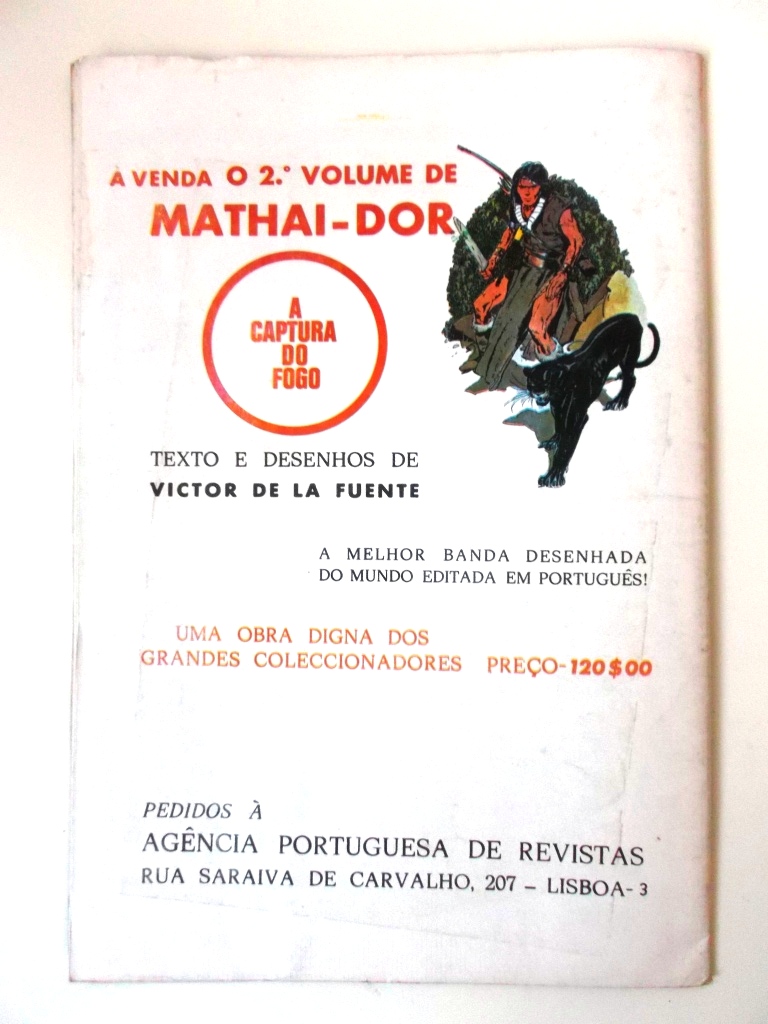 À VENDA O 2.º VOLUME DE
MATHAI-DOR
A
CAPTURA
DO
FOGO
TEXTO E DESENHOS DE
VICTOR DE LA FUENTE
A MELHOR BANDA DESENHADA
DO MUNDO EDITADA EM PORTUGUÊS!
UMA OBRA DIGNA DOS
GRANDES COLECCIONADORES PREÇO-120$00
PEDIDOS À
AGÊNCIA PORTUGUESA DE REVISTAS
RUA SARAIVA DE CARVALHO, 207 – LISBOA-3